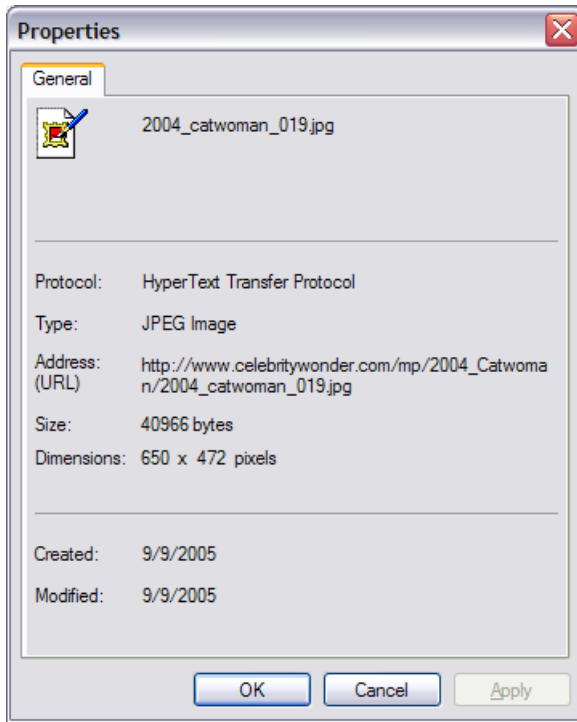 Properties
General
2004_catwoman_019.jpg
Protocol: HyperText Transfer Protocol
Type: JPEG Image
Address: http://www.celebritywonder.com/mp/2004_Catwoma
(URL) n/2004_catwoman_019.jpg
Size: 40966 bytes
Dimensions: 650 x 472 pixels
Created: 9/9/2005
Modified: 9/9/2005
OK Cancel Apply